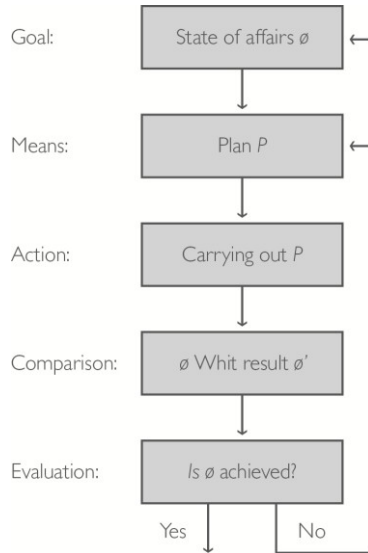 Goal: State of affairs ø
Means: Plan P
Action: Carrying out P
Comparison: ø Whit result ø'
Evaluation: Is ø achieved?
Yes No